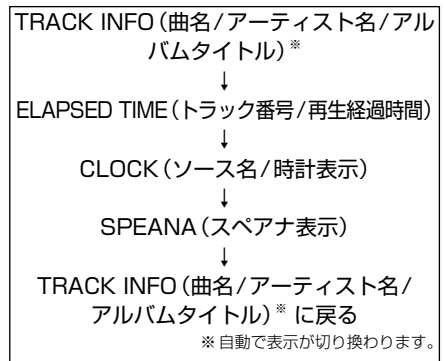 TRACK INFO（曲名/アーティスト名/アル
バムタイトル）※
↓
ELAPSED TIME（トラック番号/再生経過時間）
↓
CLOCK（ソース名/時計表示）
↓
SPEANA（スペアナ表示）
↓
TRACK INFO（曲名/アーティスト名/
アルバムタイトル）※ に戻る
※自動で表示が切り換わります。